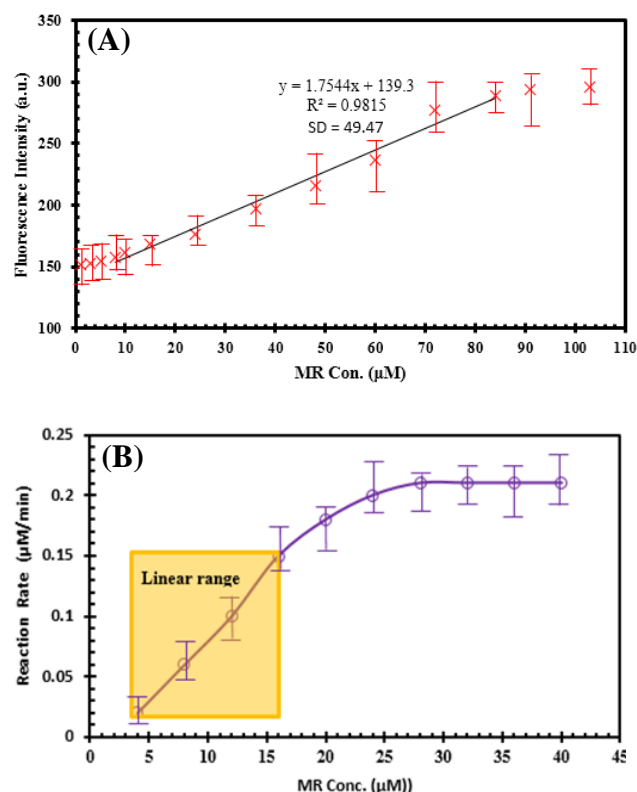 (A)
350
300
250
200
150
100
Fluorescence Intensity (a.u.)
y = 1.7544x + 139.3
R² = 0.9815
SD = 49.47
0 10 20 30 40 50 60 70 80 90 100 110
MR Con. (µM)
(B)
0.25
0.2
0.15
0.1
0.05
0
Reaction Rate (µM/min)
Linear range
0 5 10 15 20 25 30 35 40 45
MR Conc. (µM))